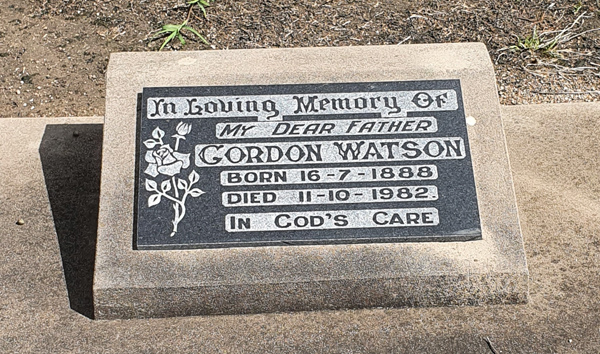 In Loving Memory Of
MY DEAR FATHER
GORDON WATSON
BORN 16-7-1888
DIED 11-10-1982.
IN GOD'S CARE